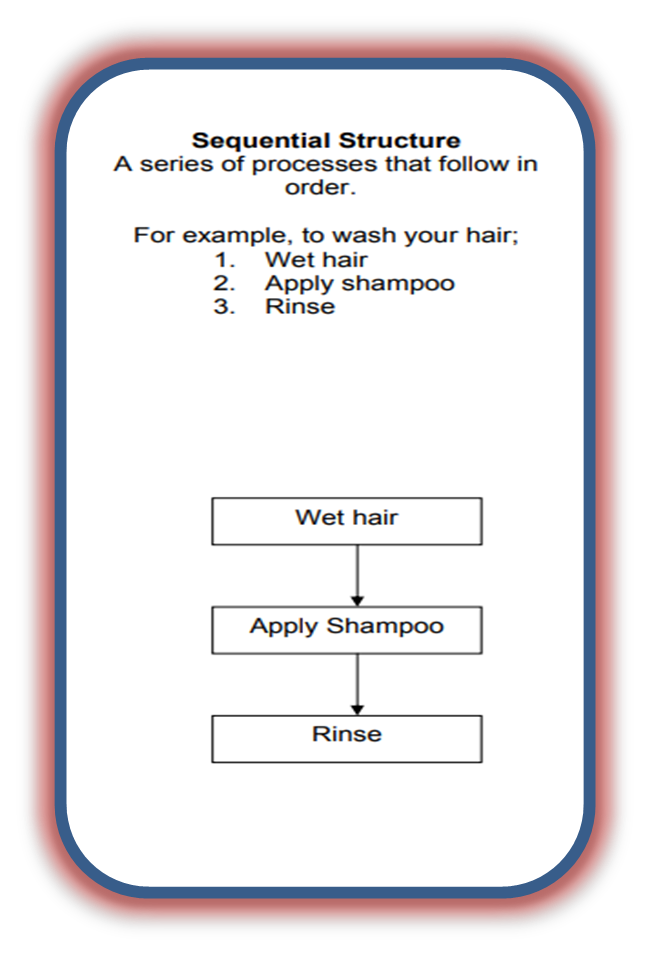 Sequential Structure
A series of processes that follow in
order.
For example, to wash your hair;
1. Wet hair
2. Apply shampoo
3. Rinse
Wet hair
Apply Shampoo
Rinse